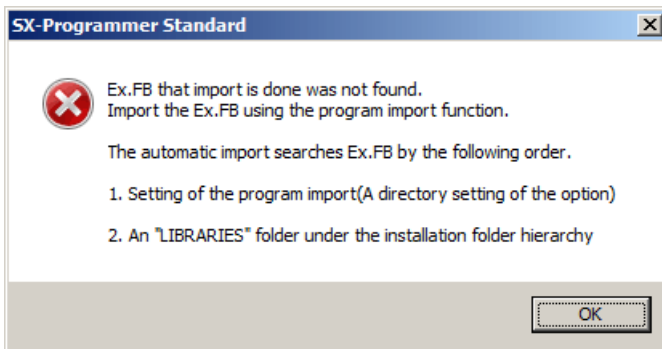 SX-Programmer Standard
Ex.FB that import is done was not found.
Import the Ex.FB using the program import function.
The automatic import searches Ex.FB by the following order.
1. Setting of the program import(A directory setting of the option)
2. An "LIBRARIES" folder under the installation folder hierarchy
OK